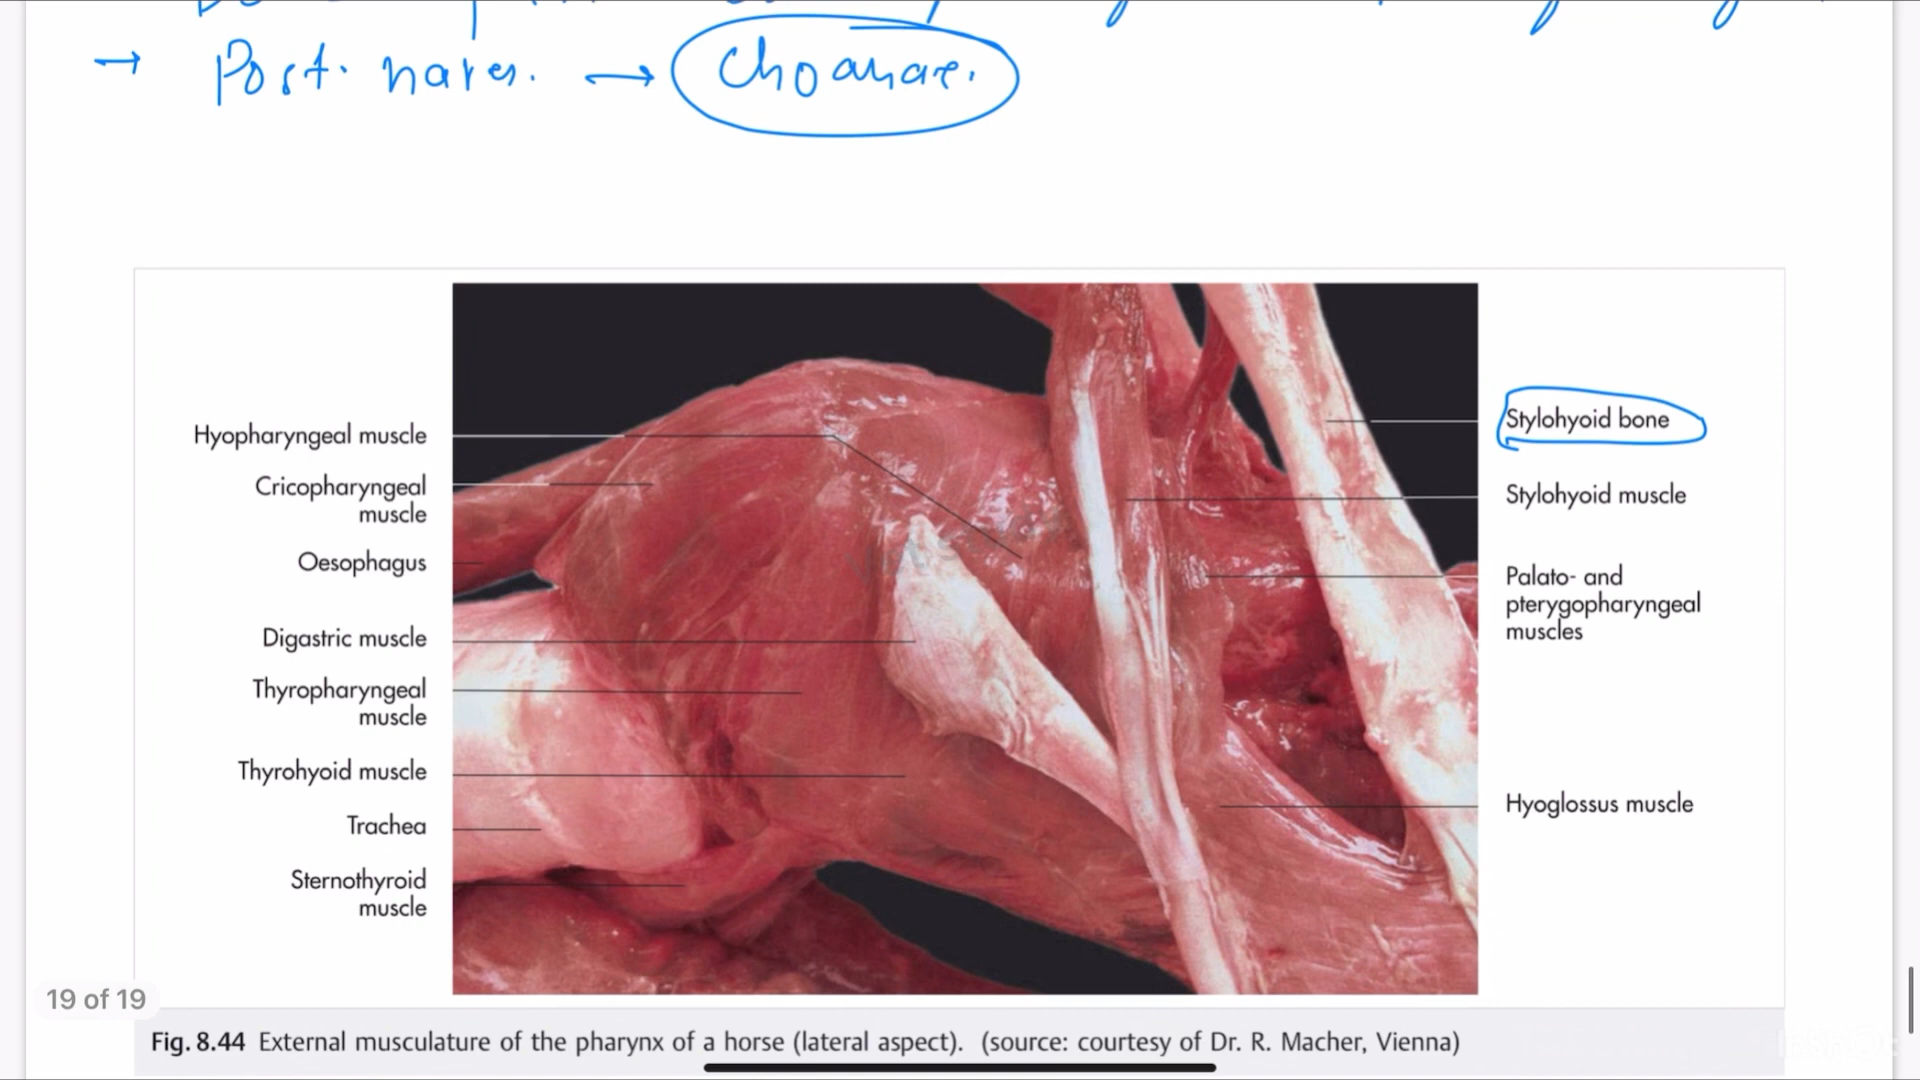 → Post. nares. → Choanae.
Hyopharyngeal muscle
Cricopharyngeal
muscle
Oesophagus
Digastric muscle
Thyropharyngeal
muscle
Thyrohyoid muscle
Trachea
Sternothyroid
muscle
Stylohyoid bone
Stylohyoid muscle
Palato- and
pterygopharyngeal
muscles
Hyoglossus muscle
19 of 19
Fig. 8.44 External musculature of the pharynx of a horse (lateral aspect). (source: courtesy of Dr. R. Macher, Vienna)